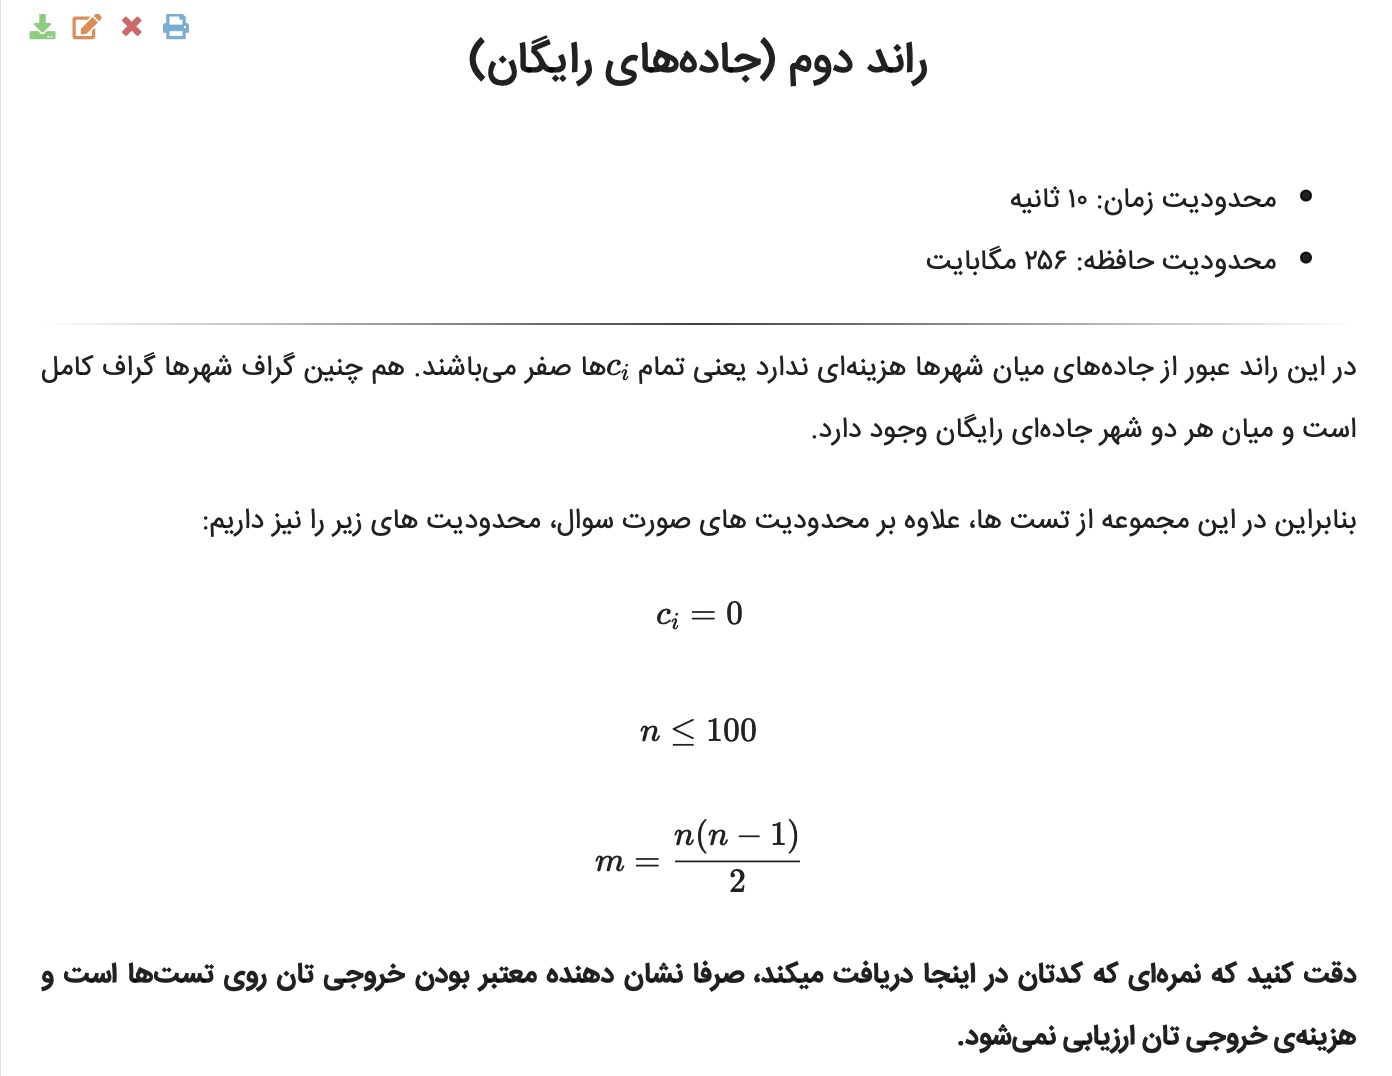 راند دوم (جاده‌های رایگان)
محدودیت زمان: ۱۰ ثانیه
محدودیت حافظه: ۲۵۶ مگابایت
در این راند عبور از جاده‌های میان شهرها هزینه‌ای ندارد یعنی تمام c_iها صفر می‌باشند. هم چنین گراف شهرها گراف کامل
است و میان هر دو شهر جاده‌ای رایگان وجود دارد.
بنابراین در این مجموعه از تست ها، علاوه بر محدودیت های صورت سوال، محدودیت های زیر را نیز داریم:
c_i = 0
n ≤ 100
m = n(n − 1)/2
دقت کنید که نمره‌ای که کدتان در اینجا دریافت میکند، صرفا نشان دهنده معتبر بودن خروجی تان روی تست‌ها است و
هزینه‌ی خروجی تان ارزیابی نمی‌شود.